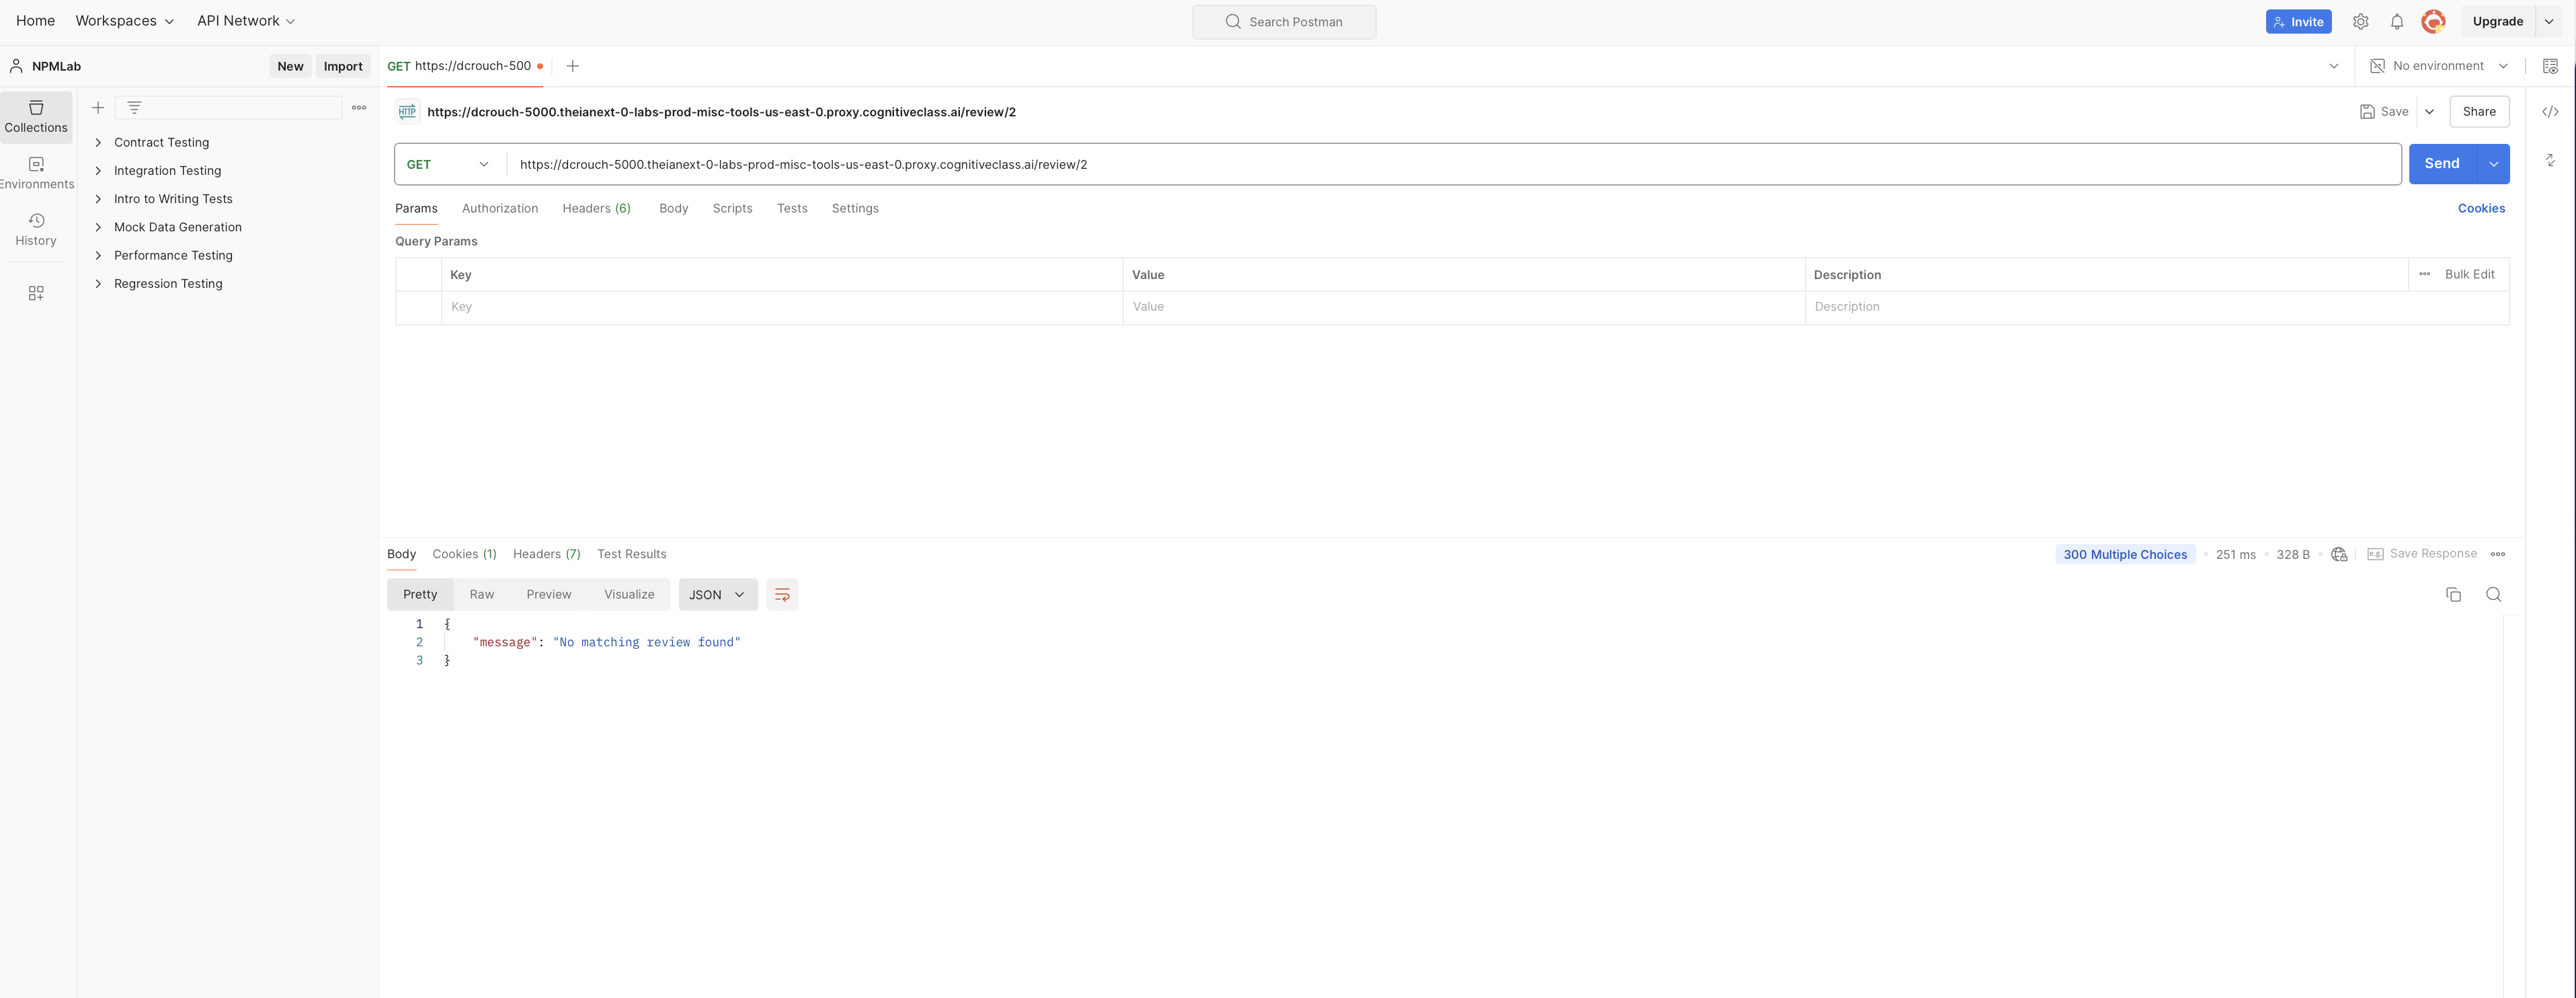 Home Workspaces API Network Search Postman Invite Upgrade
NPMLab New Import GET https://dcrouch-500 No environment
Collections
Environments
History
Contract Testing
Integration Testing
Intro to Writing Tests
Mock Data Generation
Performance Testing
Regression Testing
HTTP https://dcrouch-5000.theianext-0-labs-prod-misc-tools-us-east-0.proxy.cognitiveclass.ai/review/2 Save Share
GET https://dcrouch-5000.theianext-0-labs-prod-misc-tools-us-east-0.proxy.cognitiveclass.ai/review/2 Send
Params Authorization Headers (6) Body Scripts Tests Settings Cookies
Query Params
Key Value Description Bulk Edit
Key Value Description
Body Cookies (1) Headers (7) Test Results 300 Multiple Choices 251 ms 328 B e.g. Save Response
Pretty Raw Preview Visualize JSON
1 {
2 "message": "No matching review found"
3 }